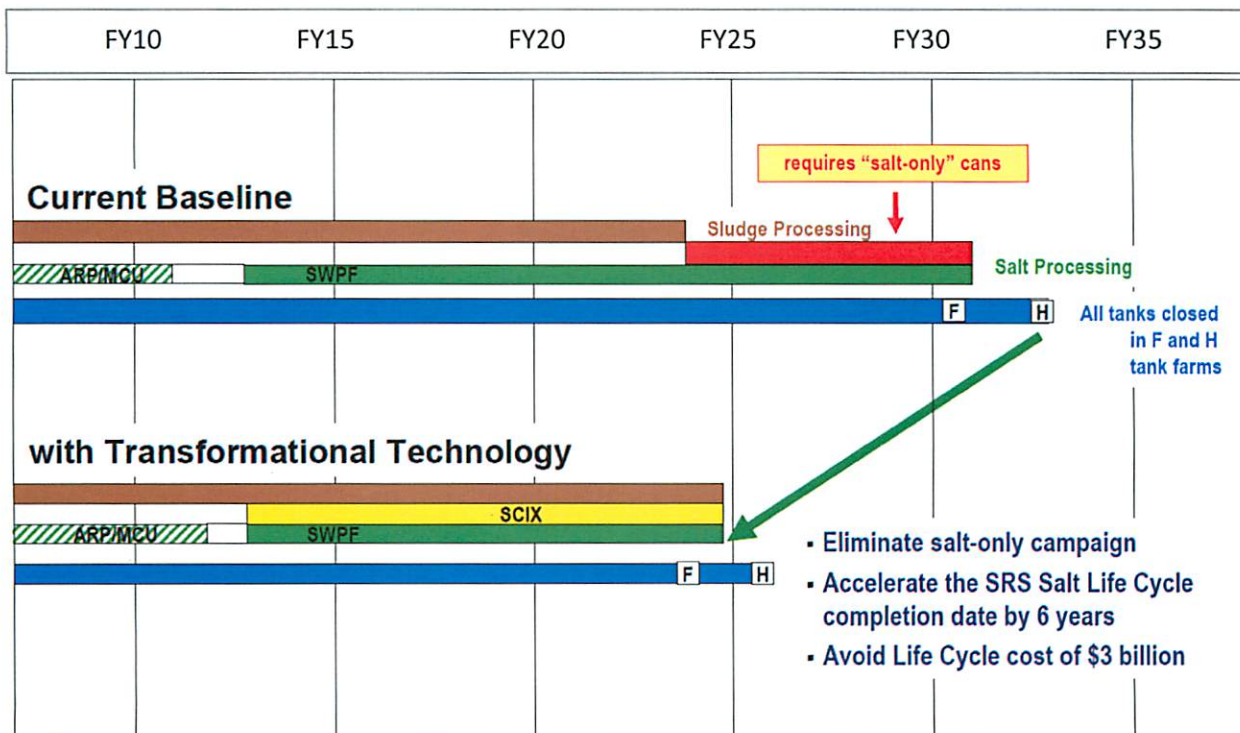 FY10 FY15 FY20 FY25 FY30 FY35
requires "salt-only" cans
Current Baseline
Sludge Processing
ARP/MCU SWPF
Salt Processing
F H
All tanks closed
in F and H
tank farms
with Transformational Technology
SCIX
ARP/MCU SWPF
F H
▪ Eliminate salt-only campaign
▪ Accelerate the SRS Salt Life Cycle
completion date by 6 years
▪ Avoid Life Cycle cost of $3 billion